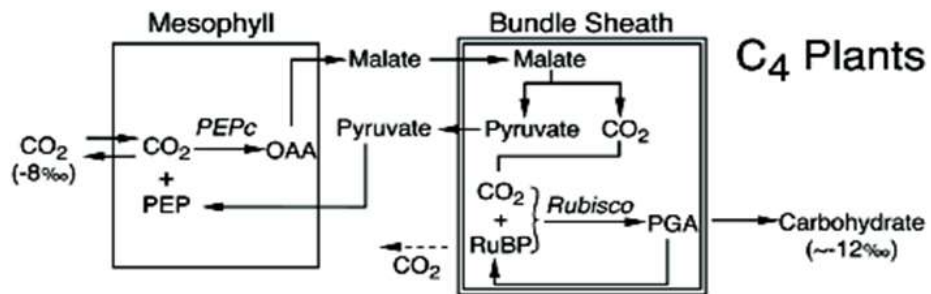 Mesophyll
Bundle Sheath
C4 Plants
Malate
Malate
PEPc
CO2
(-8‰)
CO2
OAA
+
PEP
Pyruvate
Pyruvate
CO2
CO2
+
RuBP
Rubisco
PGA
Carbohydrate
(~-12‰)
CO2